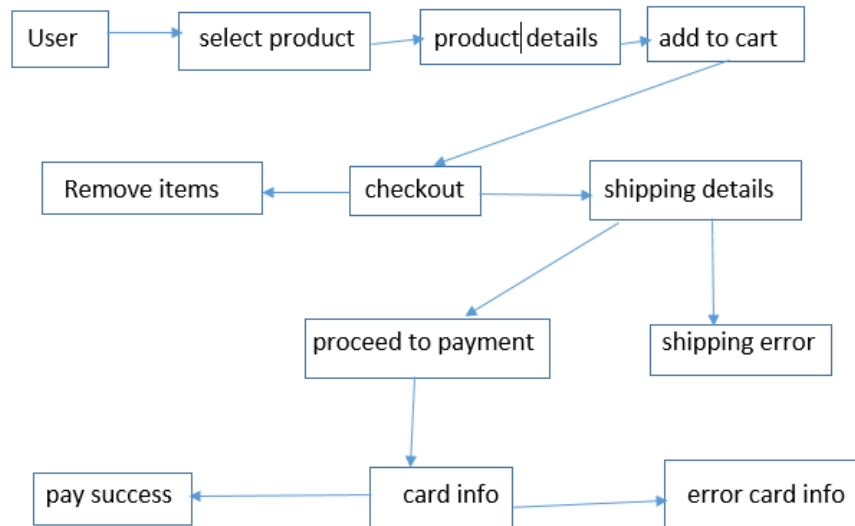 User
select product
product details
add to cart
Remove items
checkout
shipping details
proceed to payment
shipping error
pay success
card info
error card info